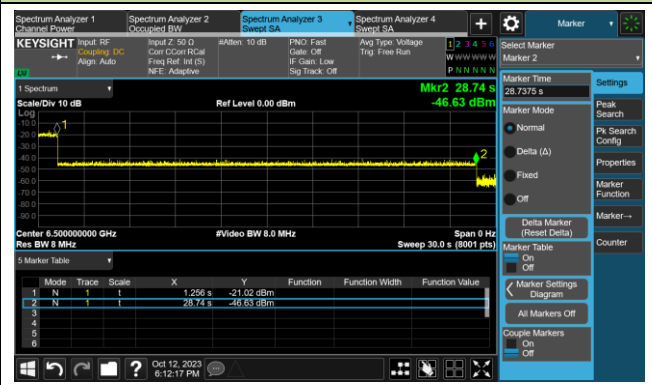 Spectrum Analyzer 1
Channel Power
Spectrum Analyzer 2
Occupied BW
Spectrum Analyzer 3
Swept SA
Spectrum Analyzer 4
Swept SA
+
Marker
KEYSIGHT
Input: RF
Coupling: DC
Align: Auto
Input Z: 50 Ω
Corr CCorr RCal
Freq Ref: Int (S)
NFE: Adaptive
#Atten: 10 dB
PNO: Fast
Gate: Off
IF Gain: Low
Sig Track: Off
Avg Type: Voltage
Trig: Free Run
1 2 3 4 5 6
W W W W W W
P N N N N N
Select Marker
Marker 2
1 Spectrum
Scale/Div 10 dB
Ref Level 0.00 dBm
Mkr2 28.74 s
-46.63 dBm
Log
-10.0
-20.0
-30.0
-40.0
-50.0
-60.0
-70.0
-80.0
-90.0
1
2
Center 6.500000000 GHz
Res BW 8 MHz
#Video BW 8.0 MHz
Span 0 Hz
Sweep 30.0 s (8001 pts)
5 Marker Table
Mode Trace Scale X Y Function Function Width Function Value
1 N 1 t 1.256 s -21.02 dBm
2 N 1 t 28.74 s -46.63 dBm
3
4
5
6
Marker Time
28.7375 s
Marker Mode
Normal
Delta (Δ)
Fixed
Off
Delta Marker
(Reset Delta)
Marker Table
On
Off
Marker Settings
Diagram
All Markers Off
Couple Markers
On
Off
Settings
Peak
Search
Pk Search
Config
Properties
Marker
Function
Marker→
Counter
?
Oct 12, 2023
6:12:17 PM